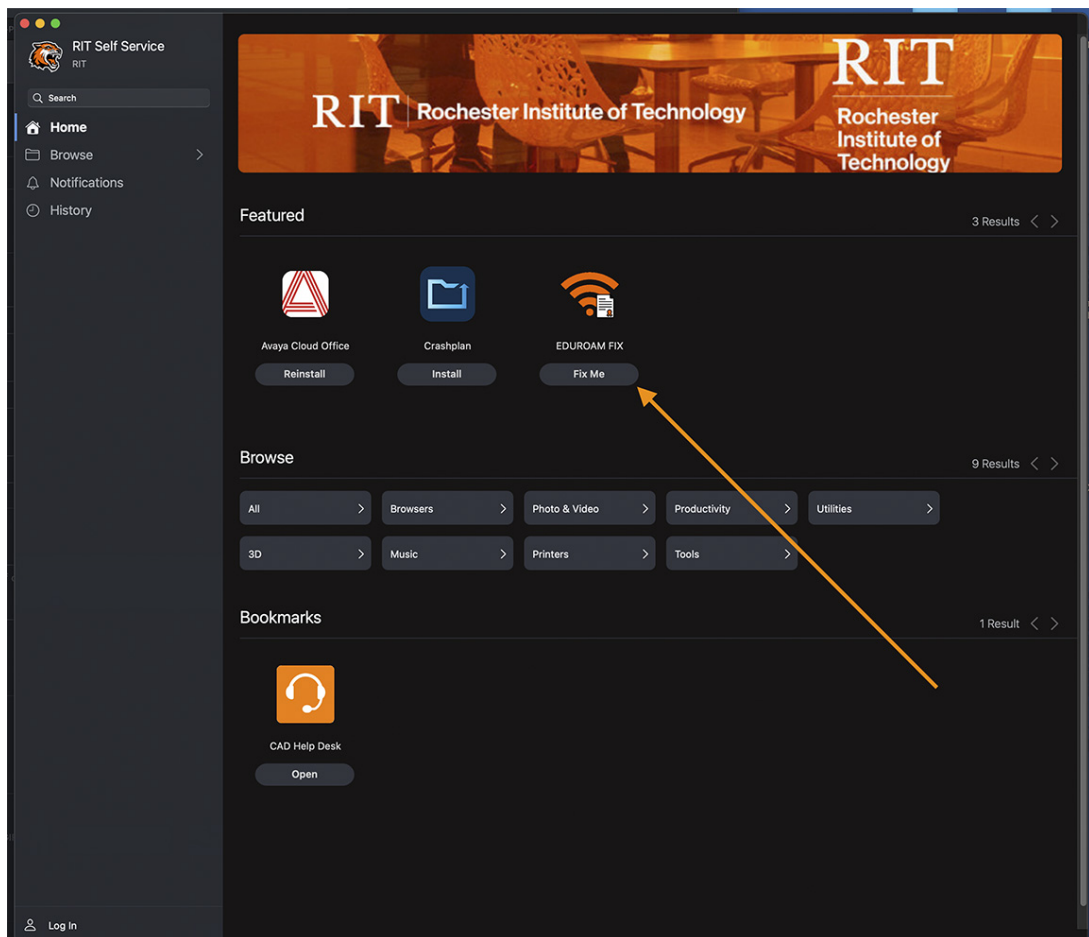 RIT Self Service
RIT
Search
Home
Browse
Notifications
History
Log In
RIT Rochester Institute of Technology
RIT
Rochester
Institute of
Technology
Featured
3 Results
Avaya Cloud Office
Crashplan
EDUROAM FIX
Reinstall
Install
Fix Me
Browse
9 Results
All
Browsers
Photo & Video
Productivity
Utilities
3D
Music
Printers
Tools
Bookmarks
1 Result
CAD Help Desk
Open